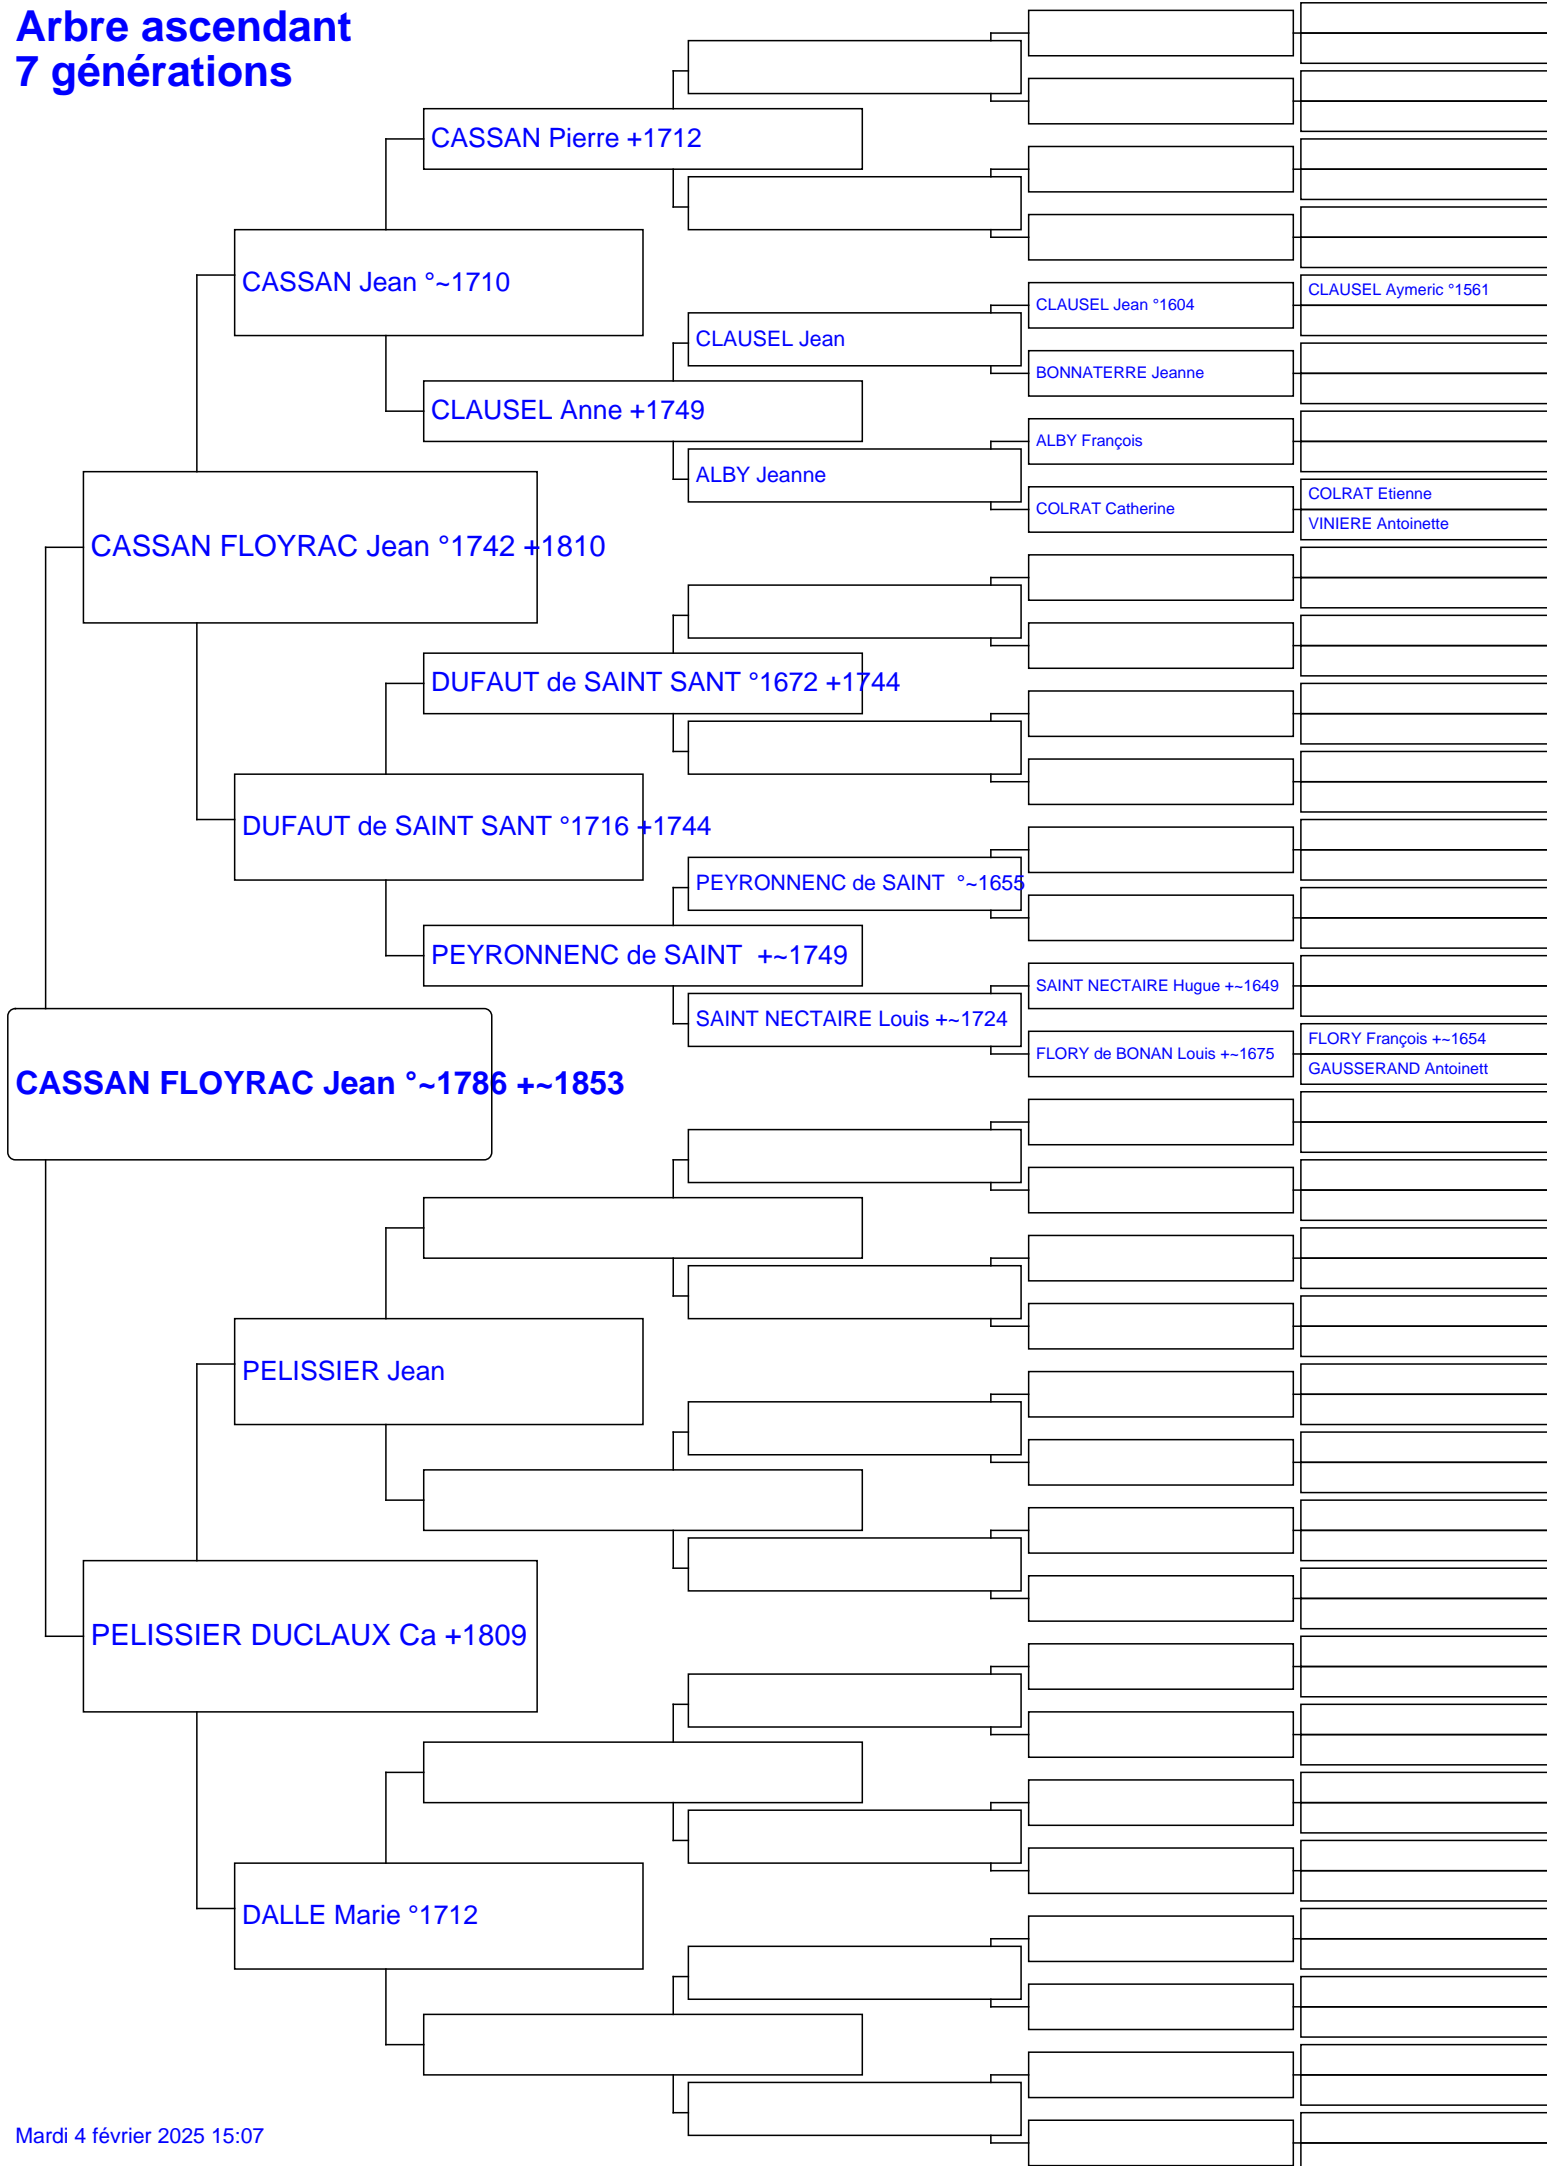 Arbre ascendant
7 générations
CASSAN Pierre +1712
CASSAN Jean °~1710
CLAUSEL Aymeric °1561
CLAUSEL Jean °1604
CLAUSEL Jean
BONNATERRE Jeanne
CLAUSEL Anne +1749
ALBY François
ALBY Jeanne
COLRAT Etienne
COLRAT Catherine
VINIERE Antoinette
CASSAN FLOYRAC Jean °1742 +1810
DUFAUT de SAINT SANT °1672 +1744
DUFAUT de SAINT SANT °1716 +1744
PEYRONNENC de SAINT  °~1655
PEYRONNENC de SAINT  +~1749
SAINT NECTAIRE Hugue +~1649
SAINT NECTAIRE Louis +~1724
FLORY François +~1654
FLORY de BONAN Louis +~1675
GAUSSERAND Antoinett
CASSAN FLOYRAC Jean °~1786 +~1853
PELISSIER Jean
PELISSIER DUCLAUX Ca +1809
DALLE Marie °1712
Mardi 4 février 2025 15:07